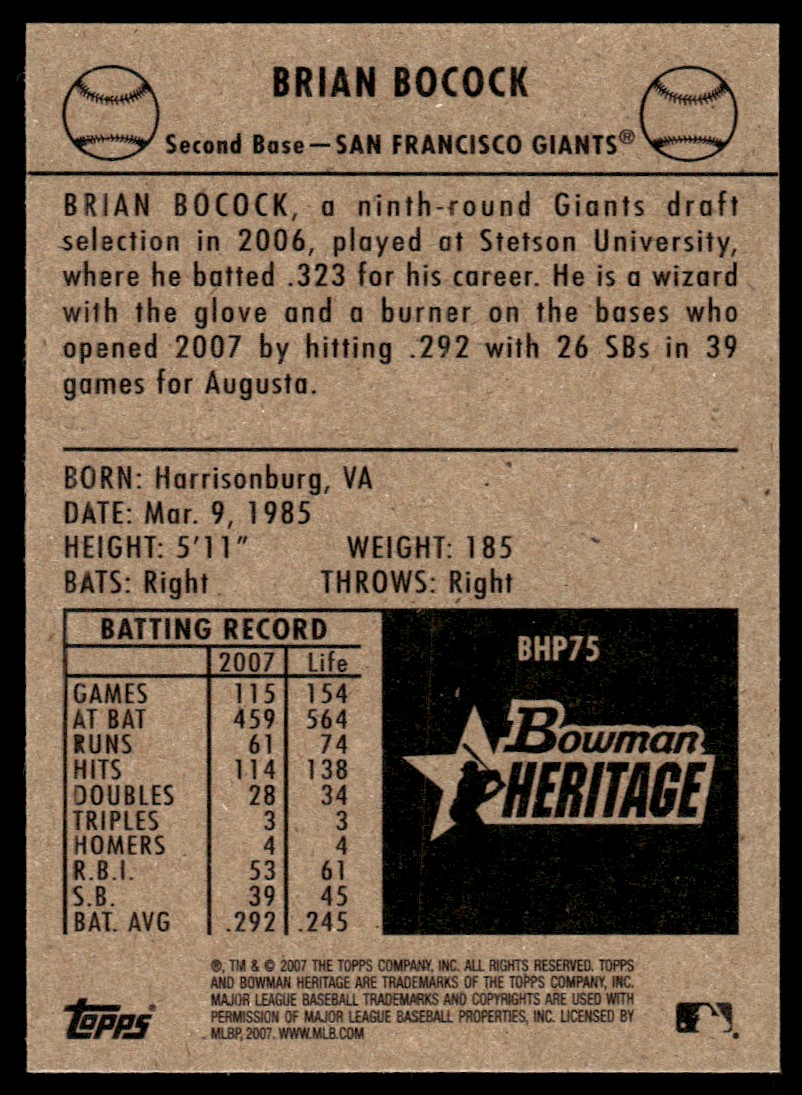 BRIAN BOCOCK
Second Base—SAN FRANCISCO GIANTS®
BRIAN BOCOCK, a ninth-round Giants draft
selection in 2006, played at Stetson University,
where he batted .323 for his career. He is a wizard
with the glove and a burner on the bases who
opened 2007 by hitting .292 with 26 SBs in 39
games for Augusta.
BORN: Harrisonburg, VA
DATE: Mar. 9, 1985
HEIGHT: 5'11" WEIGHT: 185
BATS: Right THROWS: Right
BATTING RECORD
2007 Life
GAMES 115 154
AT BAT 459 564
RUNS 61 74
HITS 114 138
DOUBLES 28 34
TRIPLES 3 3
HOMERS 4 4
R.B.I. 53 61
S.B. 39 45
BAT. AVG .292 .245
BHP75
Bowman
HERITAGE
®, TM & © 2007 THE TOPPS COMPANY, INC. ALL RIGHTS RESERVED. TOPPS
AND BOWMAN HERITAGE ARE TRADEMARKS OF THE TOPPS COMPANY, INC.
MAJOR LEAGUE BASEBALL TRADEMARKS AND COPYRIGHTS ARE USED WITH
PERMISSION OF MAJOR LEAGUE BASEBALL PROPERTIES, INC. LICENSED BY
MLBP, 2007. WWW.MLB.COM
Topps®